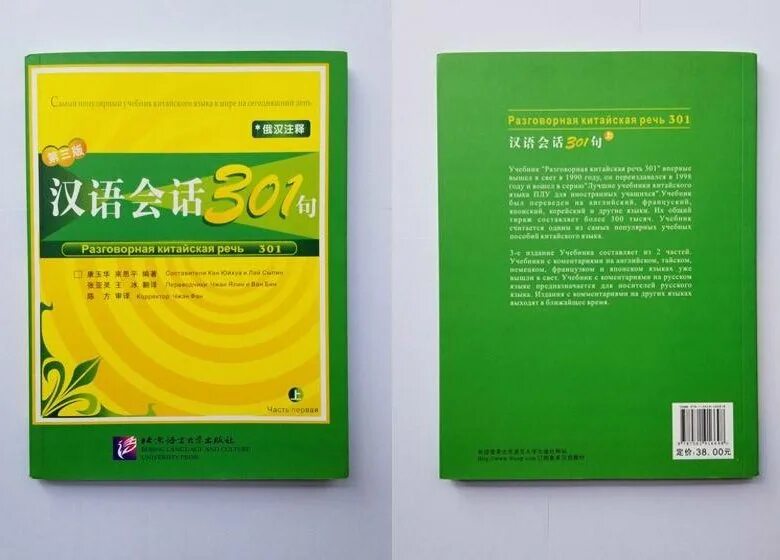 Самый популярный учебник китайского языка в мире на сегодняшний день
*俄汉注释
第三版
汉语会话301句
Разговорная китайская речь 301
康玉华 来思平 编著 Составители Кан Юйхуа и Лай Сыпин
张亚灵 王 冰 翻译 Переводчики Чжан Ялин и Ван Бин
陈 方 审译 Корректор Чжан Фан
上
Часть первая
北京语言大学出版社
BEIJING LANGUAGE AND CULTURE
UNIVERSITY PRESS
Разговорная китайская речь 301
汉语会话301句 上
Учебник "Разговорная китайская речь 301" впервые
вышел в свет в 1990 году, он переиздавался в 1998
году и вошел в серию"Лучшие учебники китайского
языка ПЛУ для иностранных учащихся".Учебник
был переведен на английский, французский,
японский, корейский и другие языки. Их общий
тираж составляет более 300 тысяч. Учебник
считается одним из самых популярных учебных
пособий китайского языка.
3-е издание Учебника составляет из 2 частей.
Учебники с коментариями на английском, тайском,
немецком, французком и японском языках уже
вышли в свет. Учебник с коментариями на русском
языке предназначается для носителей русского
языка. Издания с комментариями на других языках
выходят в ближайшее время.
定价:38.00元